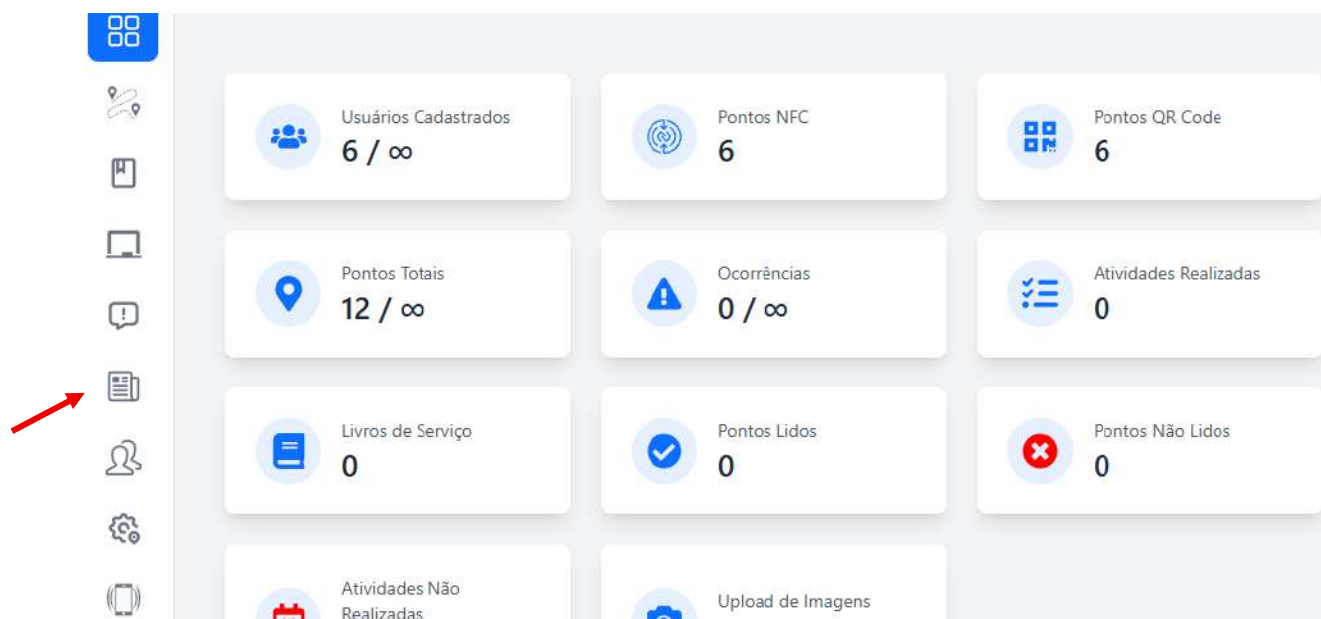 Usuários Cadastrados
6 / ∞
Pontos NFC
6
Pontos QR Code
6
Pontos Totais
12 / ∞
Ocorrências
0 / ∞
Atividades Realizadas
0
Livros de Serviço
0
Pontos Lidos
0
Pontos Não Lidos
0
Atividades Não
Realizadas
Upload de Imagens